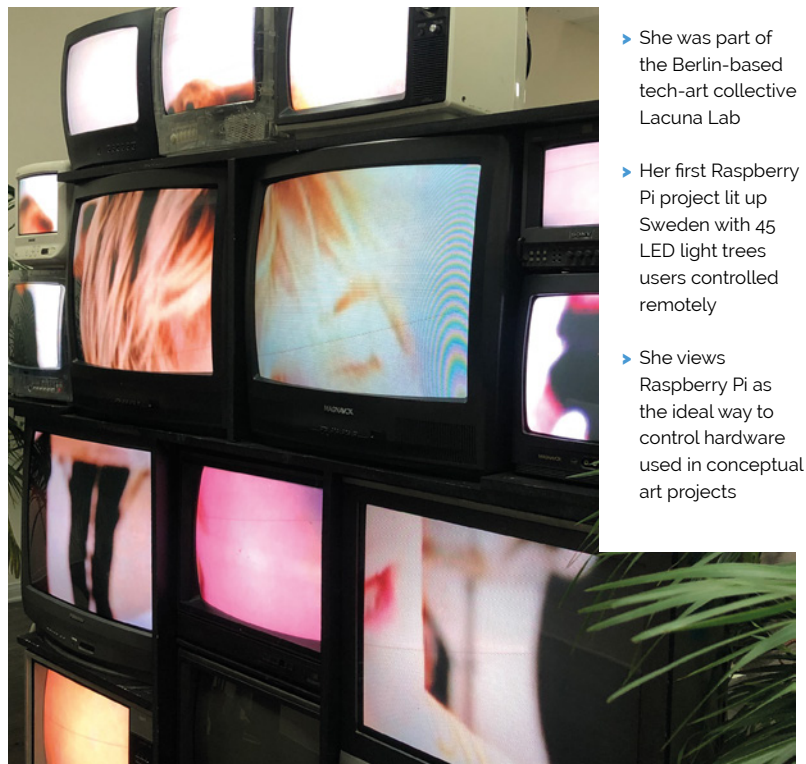 > She was part of
the Berlin-based
tech-art collective
Lacuna Lab
> Her first Raspberry
Pi project lit up
Sweden with 45
LED light trees
users controlled
remotely
> She views
Raspberry Pi as
the ideal way to
control hardware
used in conceptual
art projects
MAGNAVOX